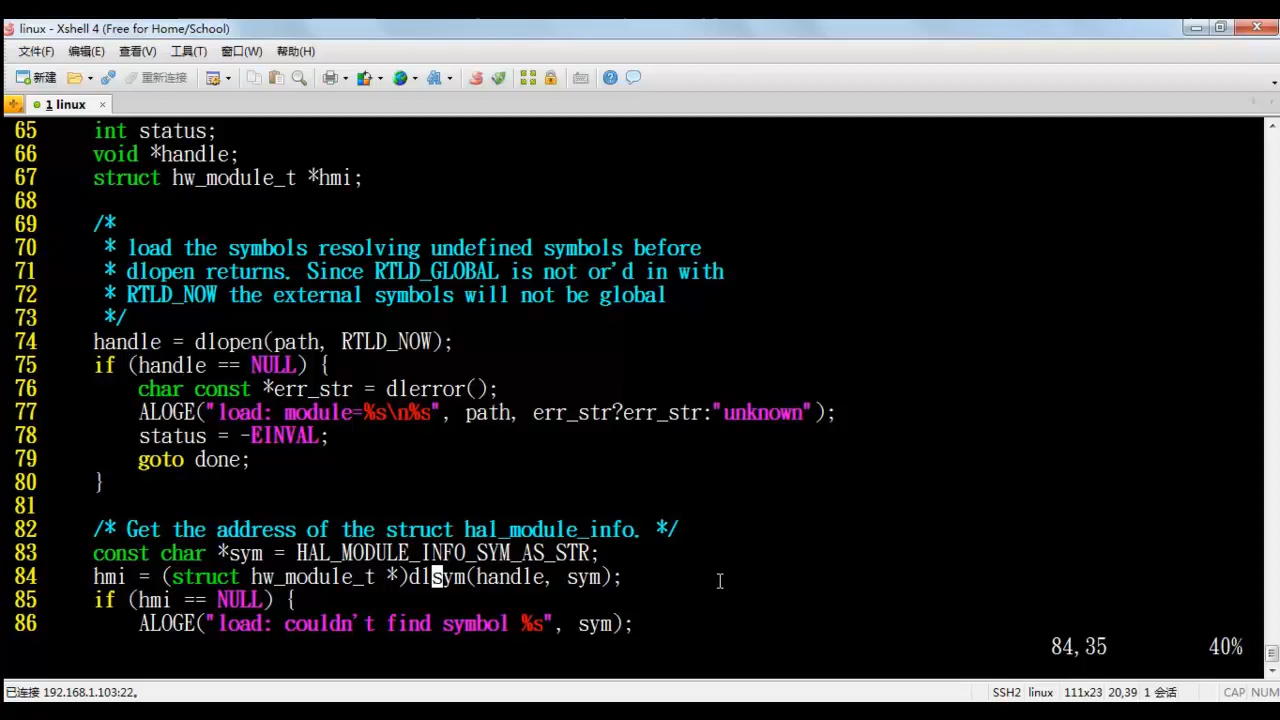 linux - Xshell 4 (Free for Home/School)
文件(F) 编辑(E) 查看(V) 工具(T) 窗口(W) 帮助(H)
新建 重新连接
1 linux
65 int status;
66 void *handle;
67 struct hw_module_t *hmi;
68
69 /*
70 * load the symbols resolving undefined symbols before
71 * dlopen returns. Since RTLD_GLOBAL is not or'd in with
72 * RTLD_NOW the external symbols will not be global
73 */
74 handle = dlopen(path, RTLD_NOW);
75 if (handle == NULL) {
76 char const *err_str = dlerror();
77 ALOGE("load: module=%s\n%s", path, err_str?err_str:"unknown");
78 status = -EINVAL;
79 goto done;
80 }
81
82 /* Get the address of the struct hal_module_info. */
83 const char *sym = HAL_MODULE_INFO_SYM_AS_STR;
84 hmi = (struct hw_module_t *)dlsym(handle, sym);
85 if (hmi == NULL) {
86 ALOGE("load: couldn't find symbol %s", sym);
84,35 40%
已连接 192.168.1.103:22。 SSH2 linux 111x23 20,39 1 会话 CAP NUM